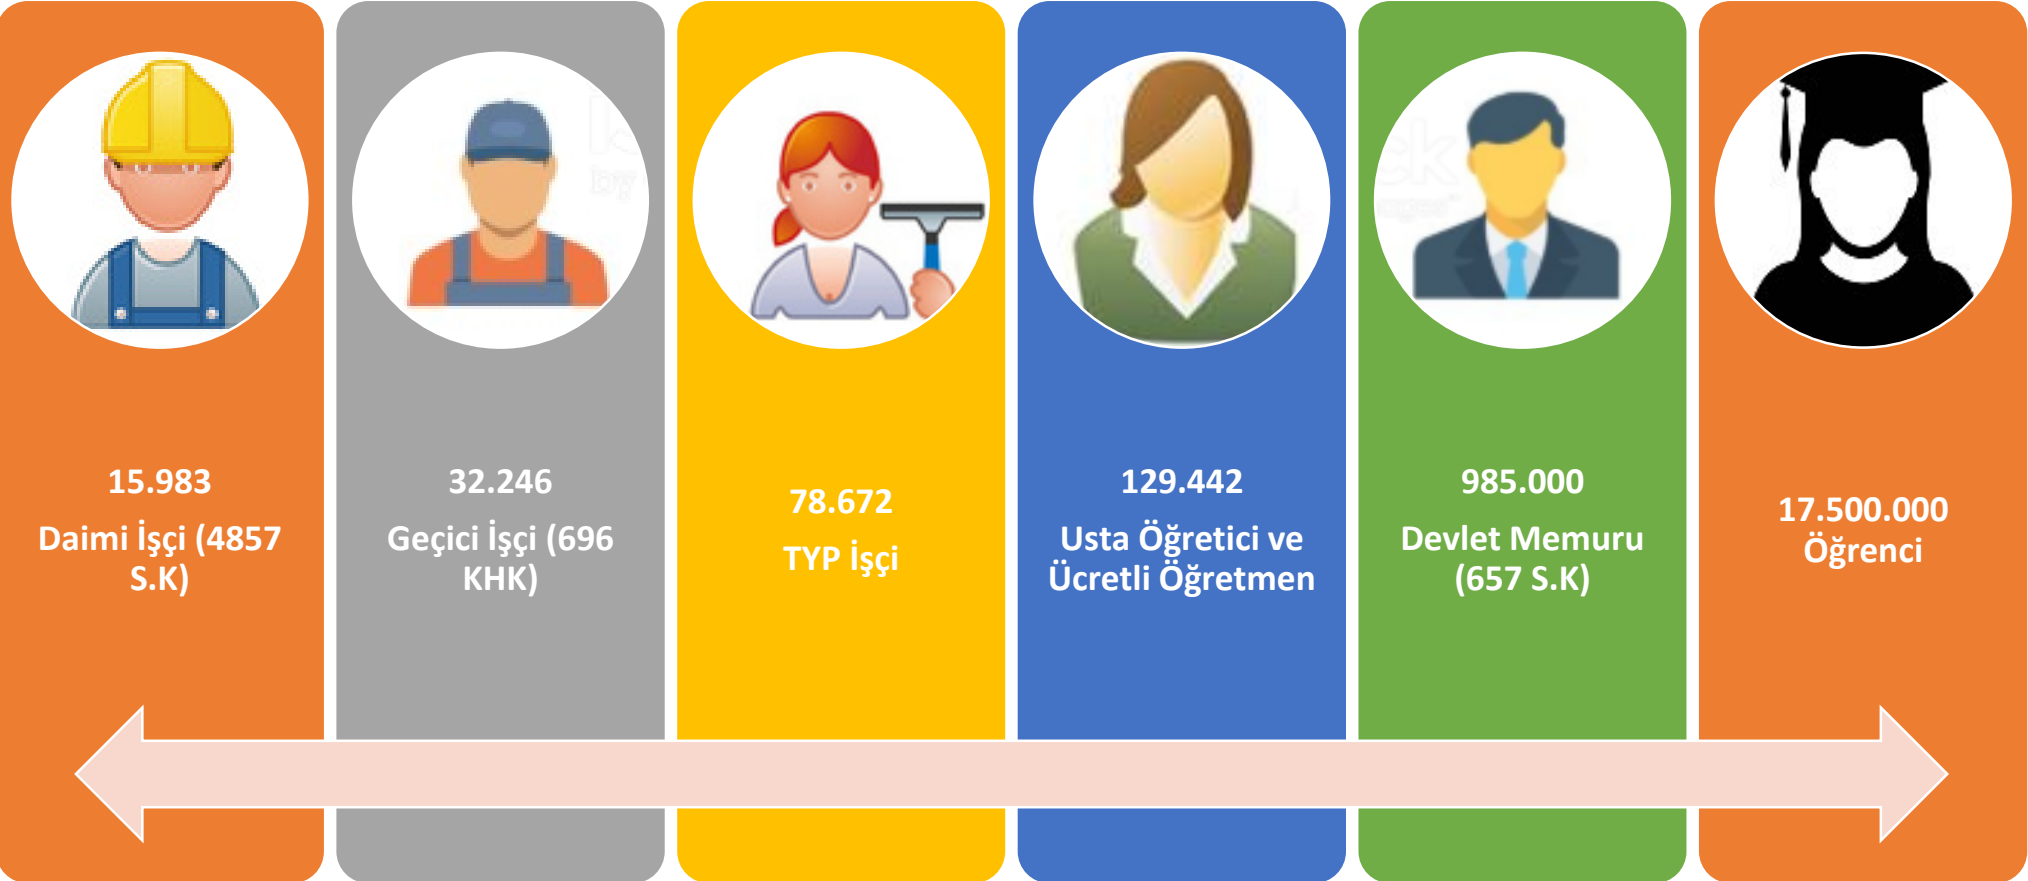 15.983
Daimi İşçi (4857
S.K)
32.246
Geçici İşçi (696
KHK)
78.672
TYP İşçi
129.442
Usta Öğretici ve
Ücretli Öğretmen
985.000
Devlet Memuru
(657 S.K)
17.500.000
Öğrenci